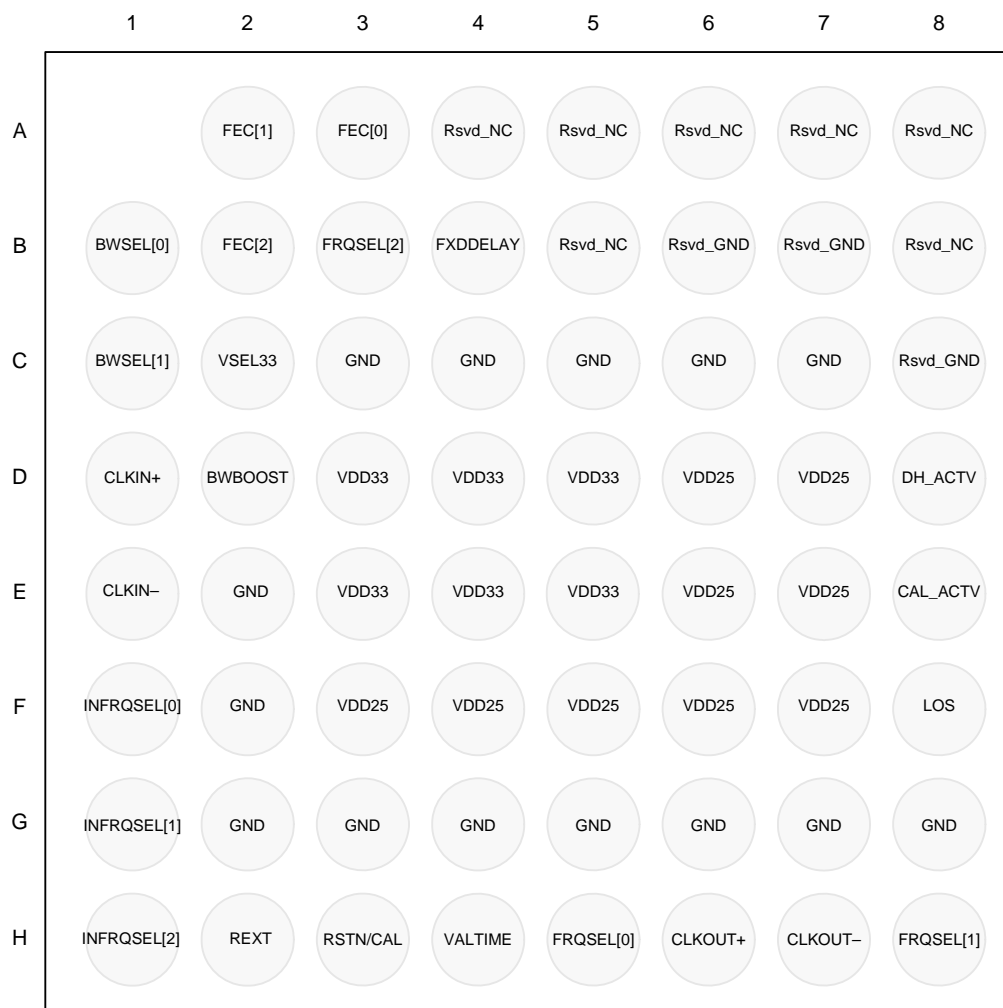 1 2 3 4 5 6 7 8
A FEC[1] FEC[0] Rsvd_NC Rsvd_NC Rsvd_NC Rsvd_NC Rsvd_NC
B BWSEL[0] FEC[2] FRQSEL[2] FXDDELAY Rsvd_NC Rsvd_GND Rsvd_GND Rsvd_NC
C BWSEL[1] VSEL33 GND GND GND GND GND Rsvd_GND
D CLKIN+ BWBOOST VDD33 VDD33 VDD33 VDD25 VDD25 DH_ACTV
E CLKIN– GND VDD33 VDD33 VDD33 VDD25 VDD25 CAL_ACTV
F INFRQSEL[0] GND VDD25 VDD25 VDD25 VDD25 VDD25 LOS
G INFRQSEL[1] GND GND GND GND GND GND GND
H INFRQSEL[2] REXT RSTN/CAL VALTIME FRQSEL[0] CLKOUT+ CLKOUT– FRQSEL[1]